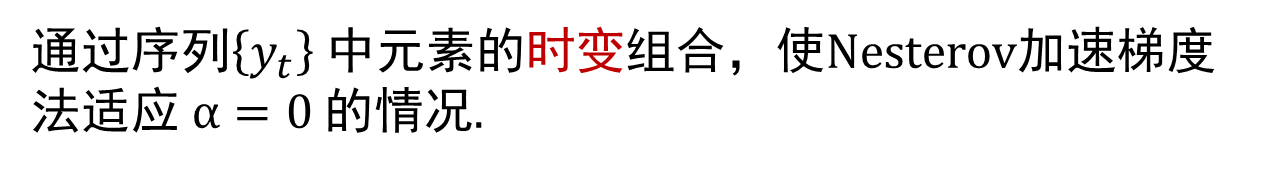 通过序列{yₜ} 中元素的时变组合，使Nesterov加速梯度
法适应 α = 0 的情况.